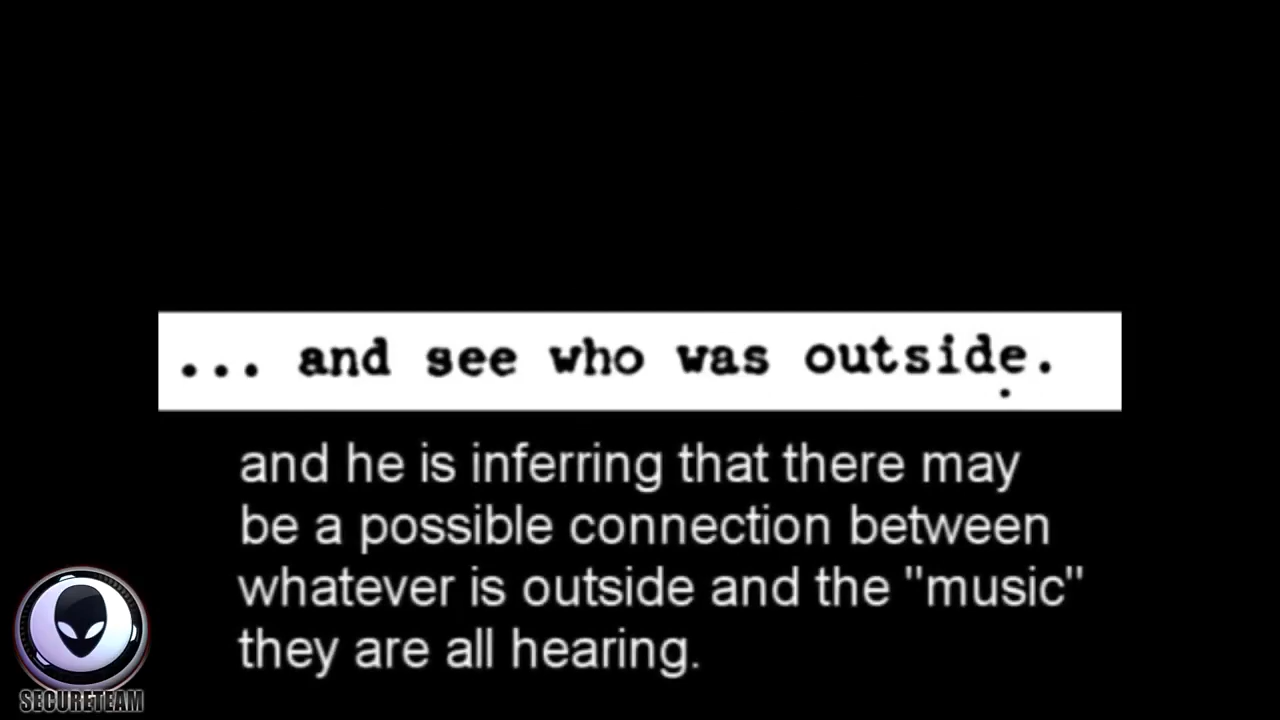 ... and see who was outside.
and he is inferring that there may
be a possible connection between
whatever is outside and the "music"
they are all hearing.
SECURETEAM